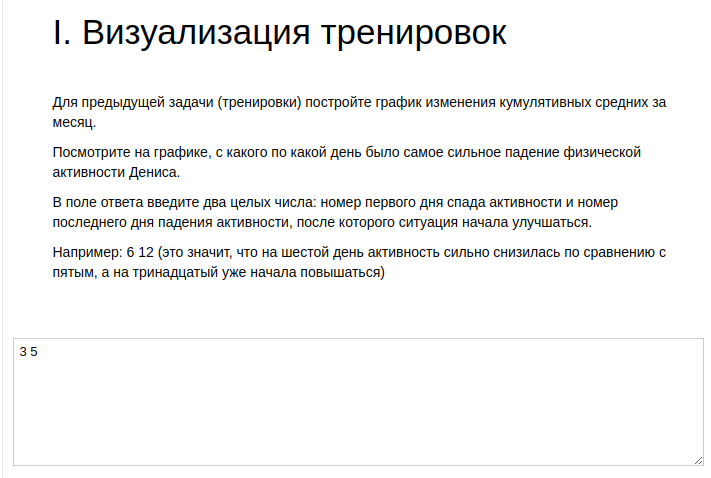 I. Визуализация тренировок
Для предыдущей задачи (тренировки) постройте график изменения кумулятивных средних за
месяц.
Посмотрите на графике, с какого по какой день было самое сильное падение физической
активности Дениса.
В поле ответа введите два целых числа: номер первого дня спада активности и номер
последнего дня падения активности, после которого ситуация начала улучшаться.
Например: 6 12 (это значит, что на шестой день активность сильно снизилась по сравнению с
пятым, а на тринадцатый уже начала повышаться)
3 5